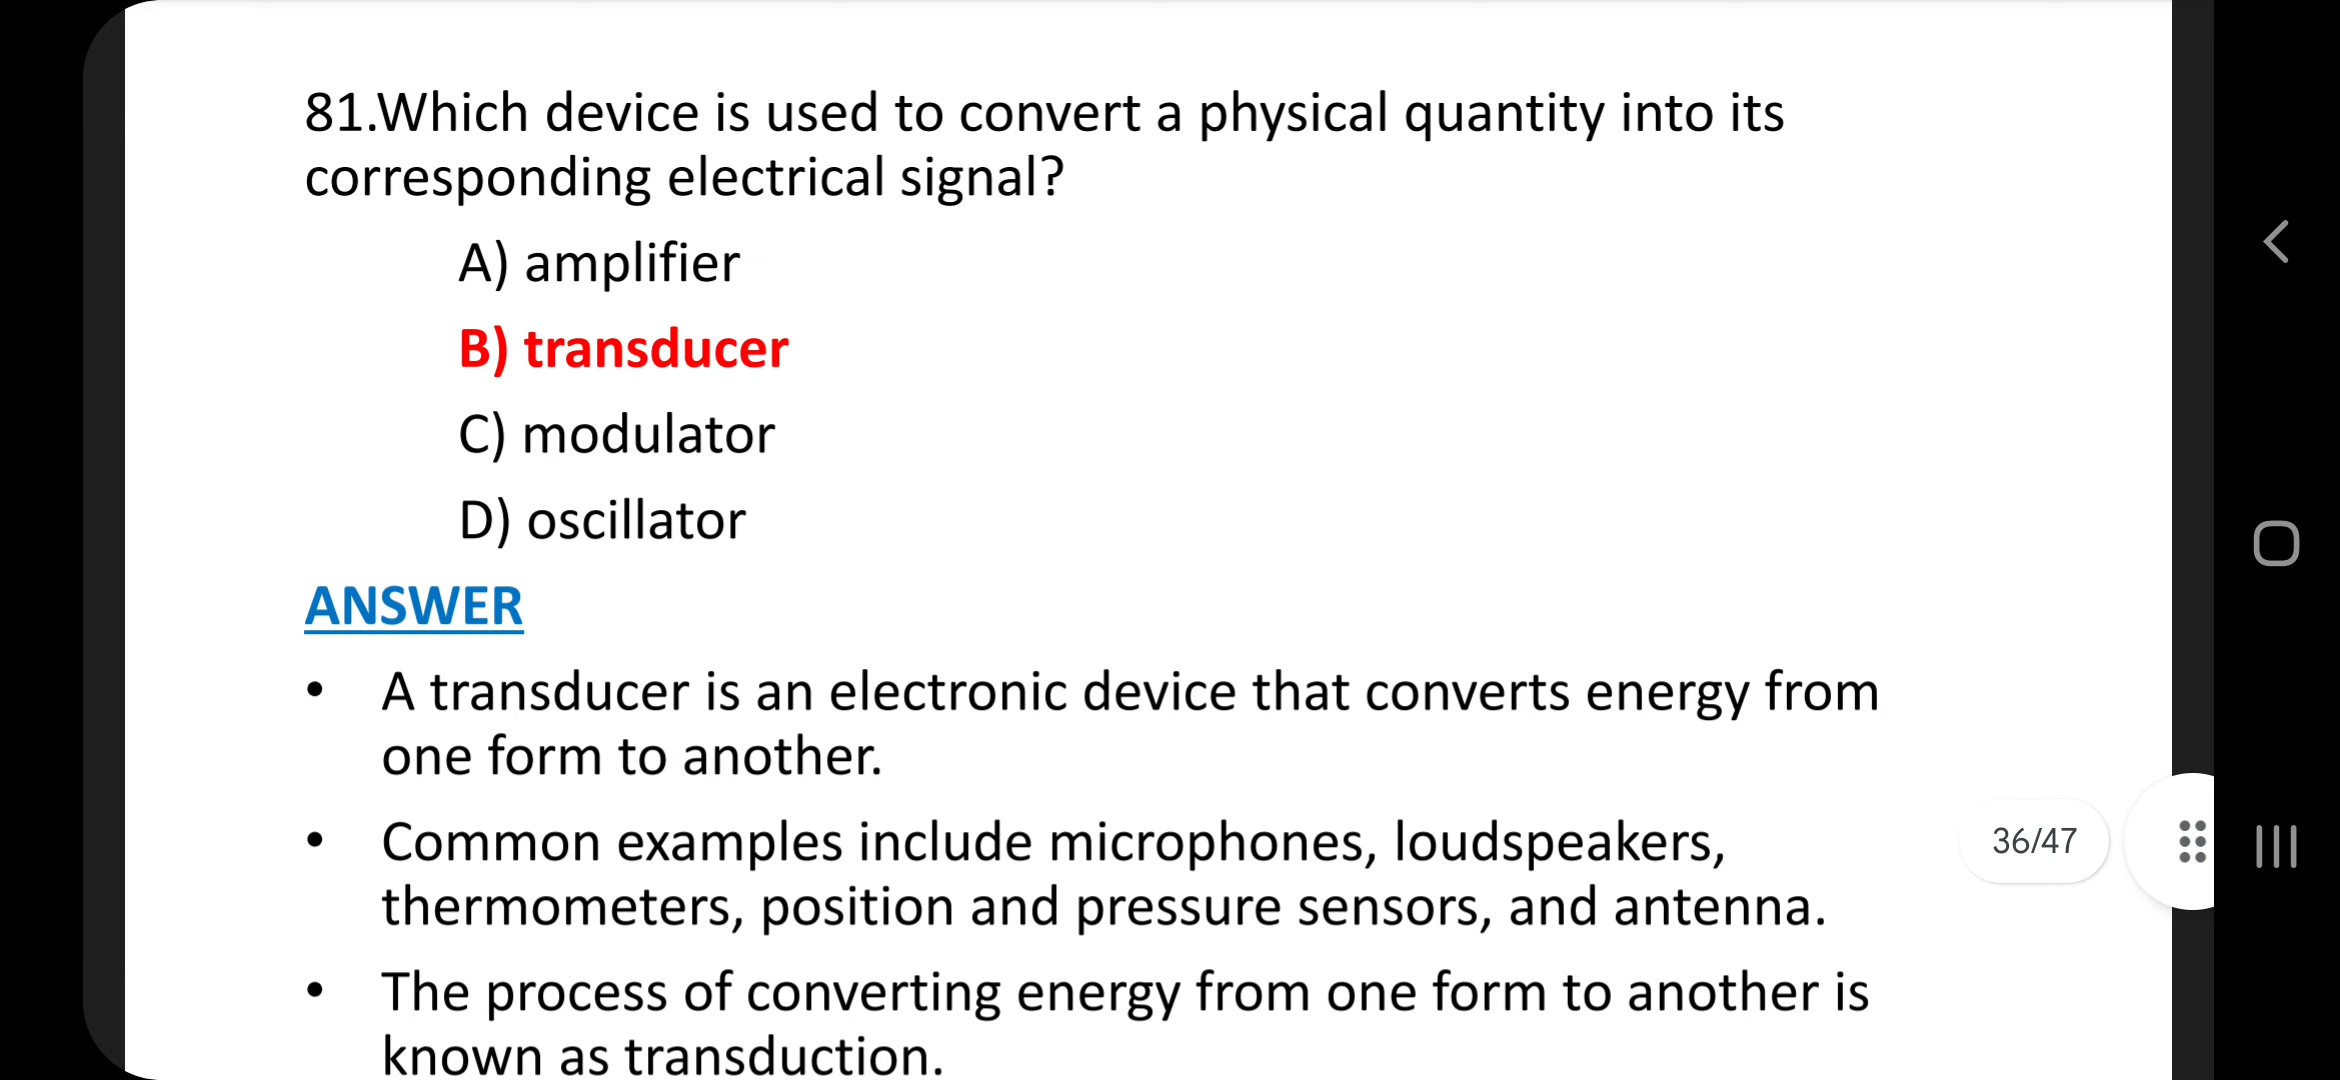 81.Which device is used to convert a physical quantity into its
corresponding electrical signal?
A) amplifier
B) transducer
C) modulator
D) oscillator
ANSWER
• A transducer is an electronic device that converts energy from
one form to another.
• Common examples include microphones, loudspeakers,
thermometers, position and pressure sensors, and antenna.
36/47
• The process of converting energy from one form to another is
known as transduction.